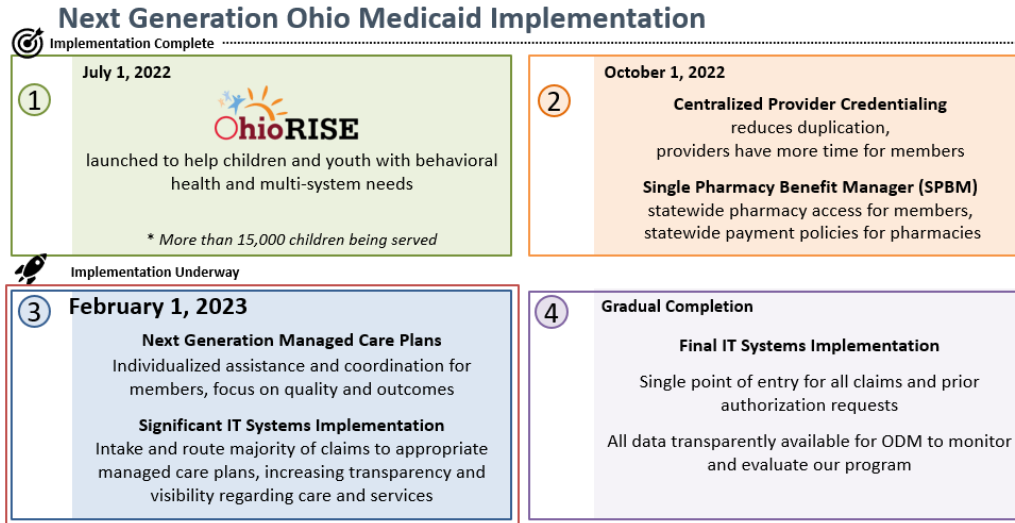 Next Generation Ohio Medicaid Implementation
Implementation Complete
1
July 1, 2022
OhioRISE
launched to help children and youth with behavioral
health and multi-system needs
* More than 15,000 children being served
2
October 1, 2022
Centralized Provider Credentialing
reduces duplication,
providers have more time for members
Single Pharmacy Benefit Manager (SPBM)
statewide pharmacy access for members,
statewide payment policies for pharmacies
Implementation Underway
3
February 1, 2023
Next Generation Managed Care Plans
Individualized assistance and coordination for
members, focus on quality and outcomes
Significant IT Systems Implementation
Intake and route majority of claims to appropriate
managed care plans, increasing transparency and
visibility regarding care and services
4
Gradual Completion
Final IT Systems Implementation
Single point of entry for all claims and prior
authorization requests
All data transparently available for ODM to monitor
and evaluate our program